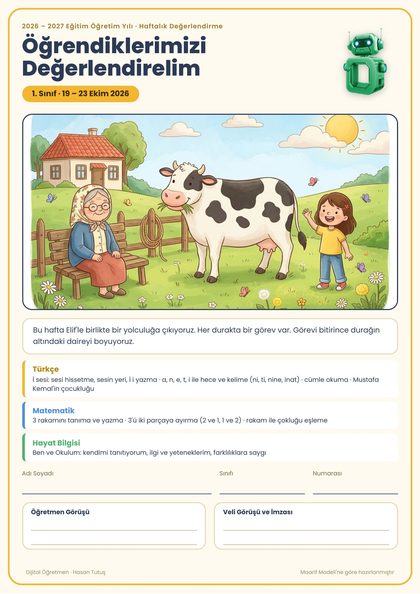 2026 – 2027 Eğitim Öğretim Yılı · Haftalık Değerlendirme
Öğrendiklerimizi
Değerlendirelim
1. Sınıf · 19 – 23 Ekim 2026
Bu hafta Elif'le birlikte bir yolculuğa çıkıyoruz. Her durakta bir görev var. Görevi bitirince durağın
altındaki daireyi boyuyoruz.
Türkçe
İ sesi: sesi hissetme, sesin yeri, İ i yazma · a, n, e, t, i ile hece ve kelime (ni, ti, nine, inat) · cümle okuma · Mustafa
Kemal'in çocukluğu
Matematik
3 rakamını tanıma ve yazma · 3'ü iki parçaya ayırma (2 ve 1, 1 ve 2) · rakam ile çokluğu eşleme
Hayat Bilgisi
Ben ve Okulum: kendimi tanıtıyorum, ilgi ve yeteneklerim, farklılıklara saygı
Adı Soyadı
Sınıfı
Numarası
Öğretmen Görüşü
Veli Görüşü ve İmzası
Dijital Öğretmen · Hasan Tutuş
Maarif Modeli'ne göre hazırlanmıştır